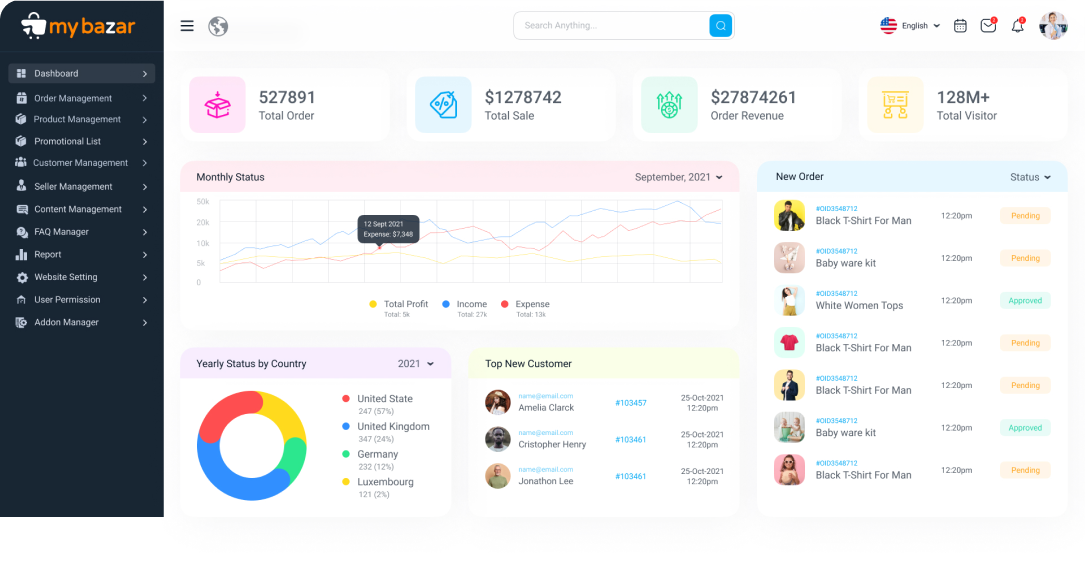 my bazar
Search Anything...
English
Dashboard
Order Management
Product Management
Promotional List
Customer Management
Seller Management
Content Management
FAQ Manager
Report
Website Setting
User Permission
Addon Manager
527891
Total Order
$1278742
Total Sale
$27874261
Order Revenue
128M+
Total Visitor
Monthly Status
September, 2021
50k
20k
10k
5k
0
12 Sept 2021
Expense: $7,348
Total Profit
Total: 5k
Income
Total: 27k
Expense
Total: 13k
New Order
Status
#OID3548712
Black T-Shirt For Man
12:20pm
Pending
#OID3548712
Baby ware kit
12:20pm
Pending
#OID3548712
White Women Tops
12:20pm
Approved
#OID3548712
Black T-Shirt For Man
12:20pm
Pending
#OID3548712
Black T-Shirt For Man
12:20pm
Pending
#OID3548712
Baby ware kit
12:20pm
Approved
#OID3548712
Black T-Shirt For Man
12:20pm
Pending
Yearly Status by Country
2021
United State
247 (57%)
United Kingdom
347 (24%)
Germany
232 (12%)
Luxembourg
121 (2%)
Top New Customer
name@email.com
Amelia Clarck
#103457
25-Oct-2021
12:20pm
name@email.com
Cristopher Henry
#103461
25-Oct-2021
12:20pm
name@email.com
Jonathon Lee
#103461
25-Oct-2021
12:20pm